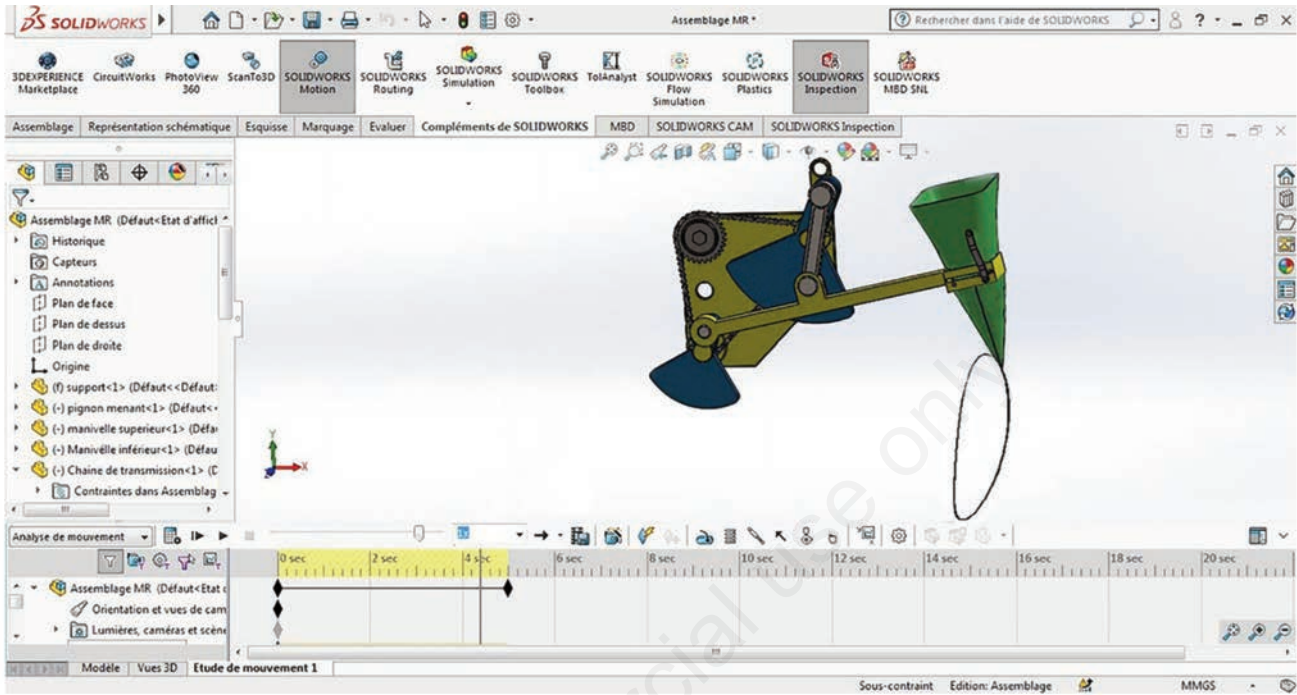 SOLIDWORKS
Assemblage MR *
Rechercher dans l'aide de SOLIDWORKS
3DEXPERIENCE Marketplace
CircuitWorks
PhotoView 360
ScanTo3D
SOLIDWORKS Motion
SOLIDWORKS Routing
SOLIDWORKS Simulation
SOLIDWORKS Toolbox
TolAnalyst
SOLIDWORKS Flow Simulation
SOLIDWORKS Plastics
SOLIDWORKS Inspection
SOLIDWORKS MBD SNL
Assemblage
Représentation schématique
Esquisse
Marquage
Evaluer
Compléments de SOLIDWORKS
MBD
SOLIDWORKS CAM
SOLIDWORKS Inspection
Assemblage MR (Défaut<Etat d'affict
Historique
Capteurs
Annotations
Plan de face
Plan de dessus
Plan de droite
Origine
(f) support<1> (Défaut<<Défaut:
(-) pignon menant<1> (Défaut<
(-) manivelle superieur<1> (Défau
(-) Manivélle inférieur<1> (Défau
(-) Chaine de transmission<1> (D
Contraintes dans Assemblag
Analyse de mouvement
1x
0 sec
2 sec
4 sec
6 sec
8 sec
10 sec
12 sec
14 sec
16 sec
18 sec
20 sec
Assemblage MR (Défaut<Etat d
Orientation et vues de cam
Lumières, caméras et scène
Modèle
Vues 3D
Etude de mouvement 1
Sous-contraint
Edition: Assemblage
MMGS
cial use only